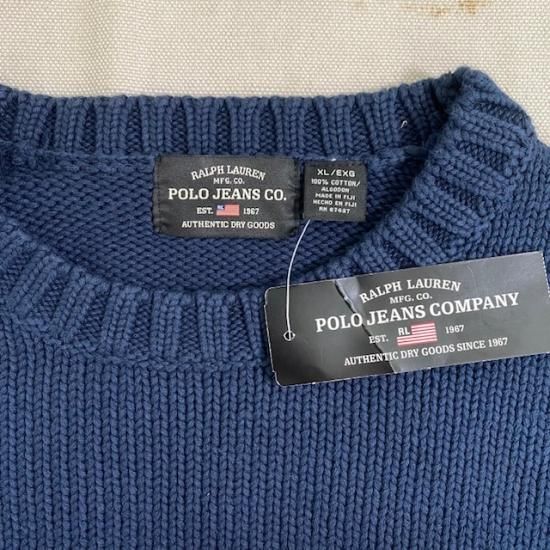 RALPH LAUREN
MFG. CO.
POLO JEANS CO.
EST. 1967
AUTHENTIC DRY GOODS
XL/EXG
100% COTTON/
ALGODON
MADE IN FIJI
HECHO EN FIJI
RN 67687
RALPH LAUREN
MFG. CO.
POLO JEANS COMPANY
EST. RL 1967
AUTHENTIC DRY GOODS SINCE 1967